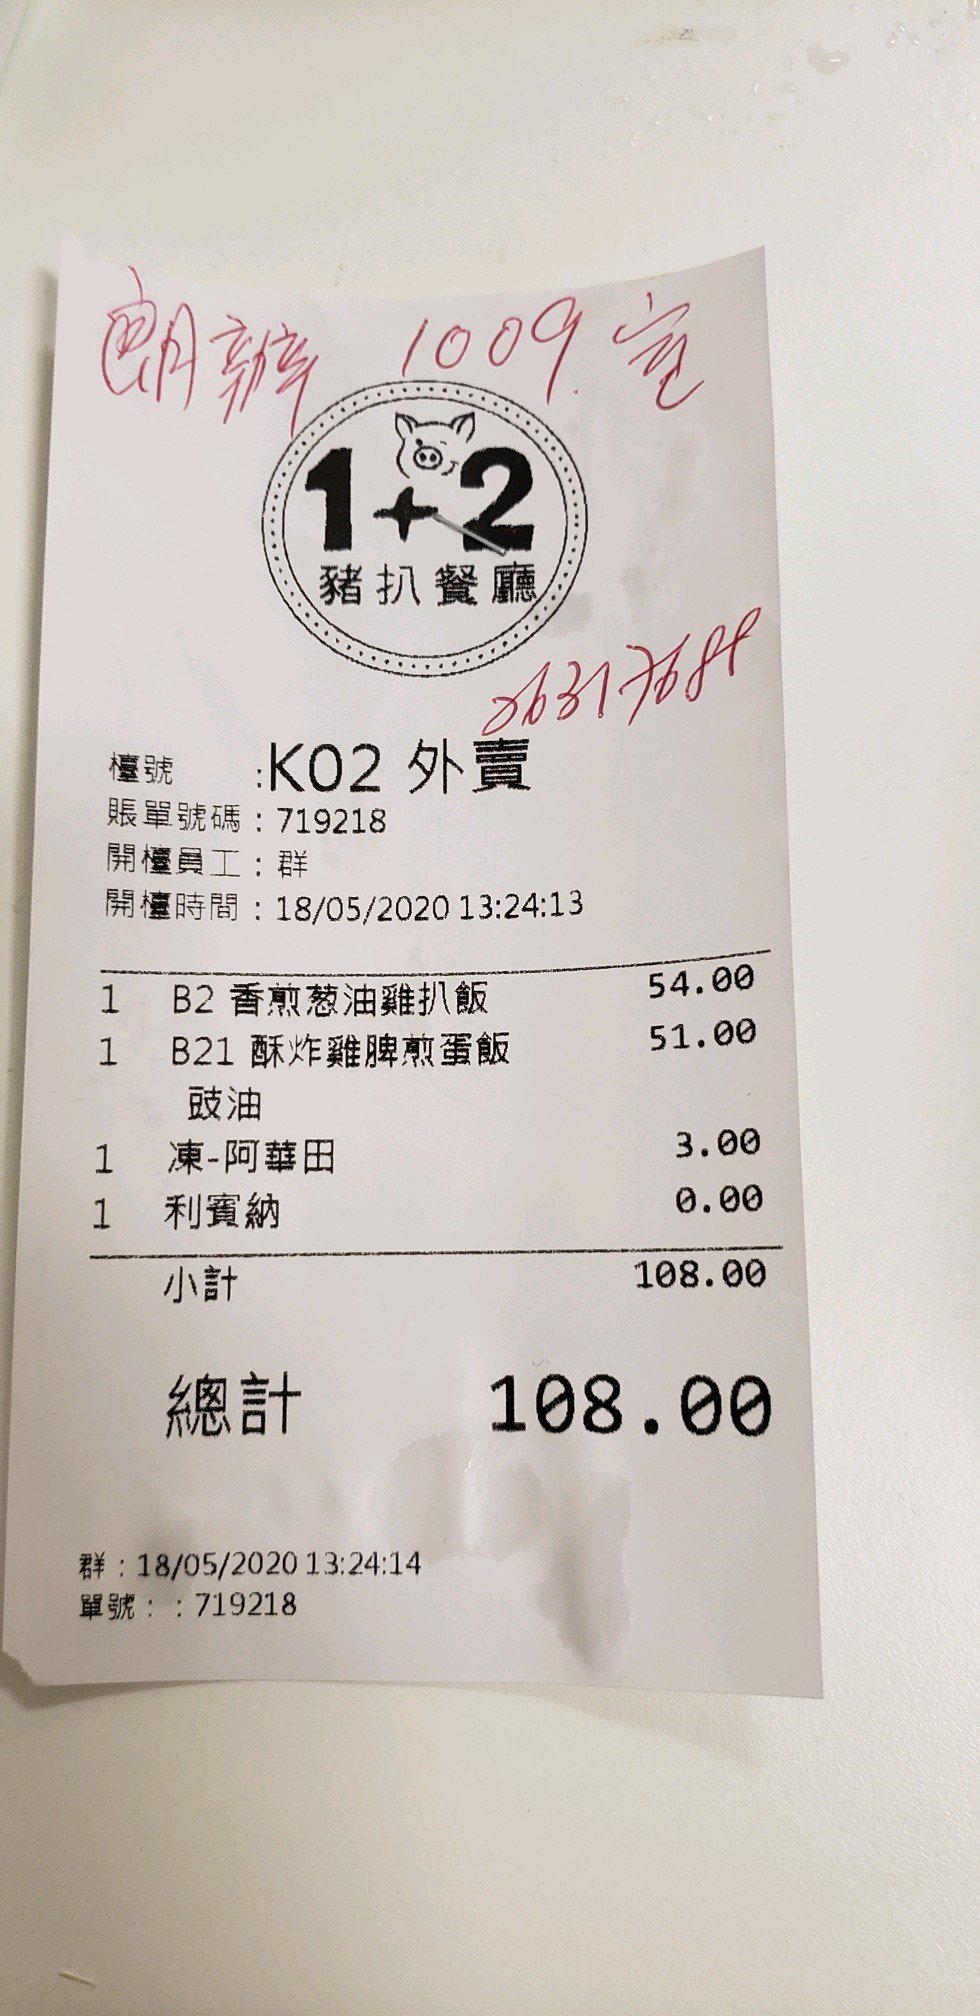 朗辦 1009室
1+2
豬扒餐廳
26317688
檯號 :K02 外賣
賬單號碼 : 719218
開檯員工 : 群
開檯時間 : 18/05/2020 13:24:13
1 B2 香煎葱油雞扒飯 54.00
1 B21 酥炸雞脾煎蛋飯 51.00
豉油
1 凍-阿華田 3.00
1 利賓納 0.00
小計 108.00
總計 108.00
群 : 18/05/2020 13:24:14
單號 : : 719218